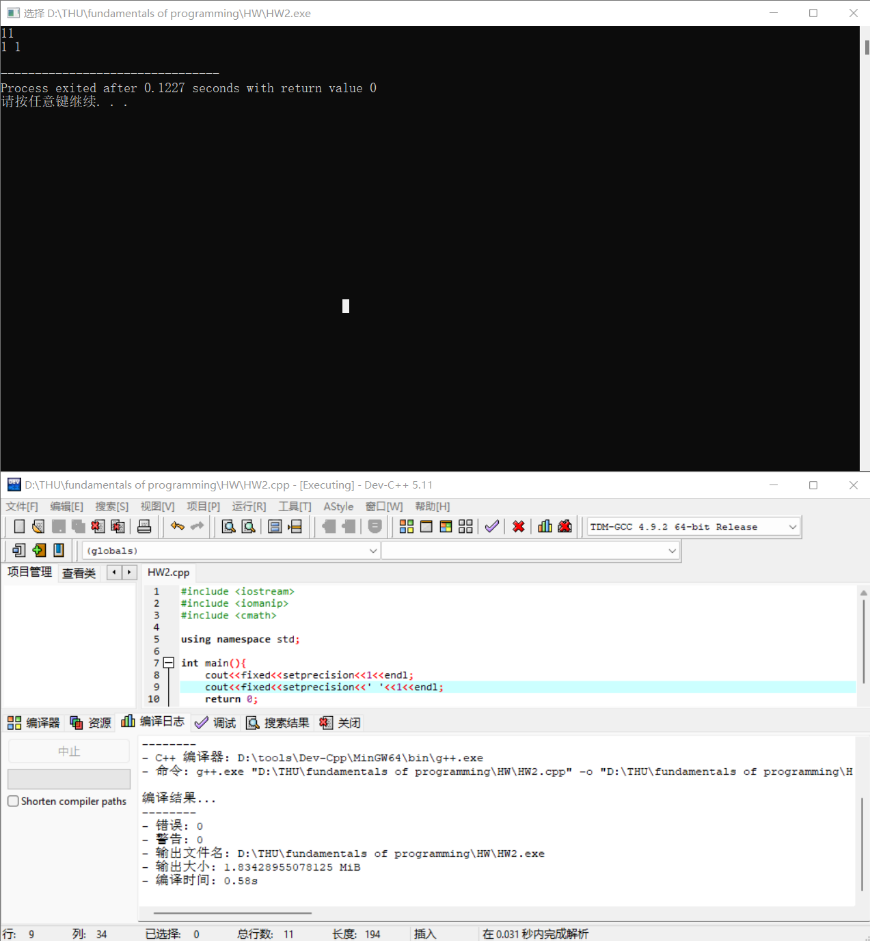 选择 D:\THU\fundamentals of programming\HW\HW2.exe
11
1 1
--------------------------------
Process exited after 0.1227 seconds with return value 0
请按任意键继续. . .
D:\THU\fundamentals of programming\HW\HW2.cpp - [Executing] - Dev-C++ 5.11
文件[F] 编辑[E] 搜索[S] 视图[V] 项目[P] 运行[R] 工具[T] AStyle 窗口[W] 帮助[H]
TDM-GCC 4.9.2 64-bit Release
(globals)
项目管理 查看类 HW2.cpp
1 #include <iostream>
2 #include <iomanip>
3 #include <cmath>
4
5 using namespace std;
6
7 int main(){
8 cout<<fixed<<setprecision<<1<<endl;
9 cout<<fixed<<setprecision<<' '<<1<<endl;
10 return 0;
编译器 资源 编译日志 调试 搜索结果 关闭
中止
Shorten compiler paths
--------
- C++ 编译器: D:\tools\Dev-Cpp\MinGW64\bin\g++.exe
- 命令: g++.exe "D:\THU\fundamentals of programming\HW\HW2.cpp" -o "D:\THU\fundamentals of programming\H
编译结果...
--------
- 错误: 0
- 警告: 0
- 输出文件名: D:\THU\fundamentals of programming\HW\HW2.exe
- 输出大小: 1.83428955078125 MiB
- 编译时间: 0.58s
行: 9 列: 34 已选择: 0 总行数: 11 长度: 194 插入 在 0.031 秒内完成解析